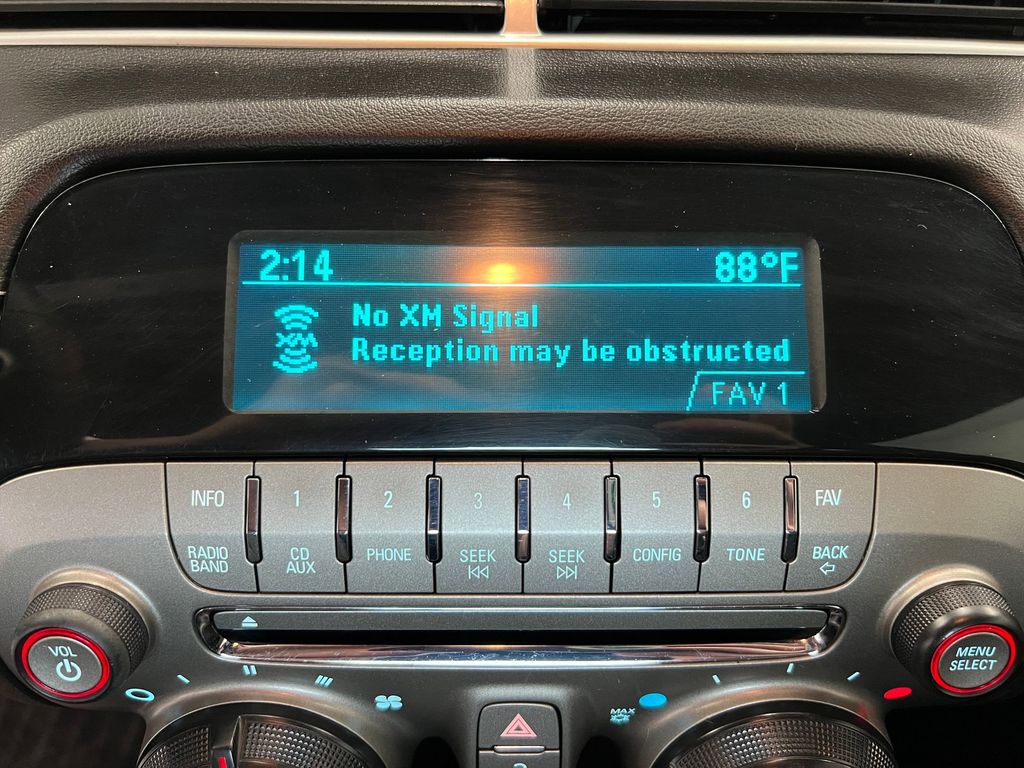 2:14 88°F
XM
No XM Signal
Reception may be obstructed
FAV 1
INFO 1 2 3 4 5 6 FAV
RADIO BAND CD AUX PHONE SEEK SEEK CONFIG TONE BACK
VOL
MENU SELECT
MAX